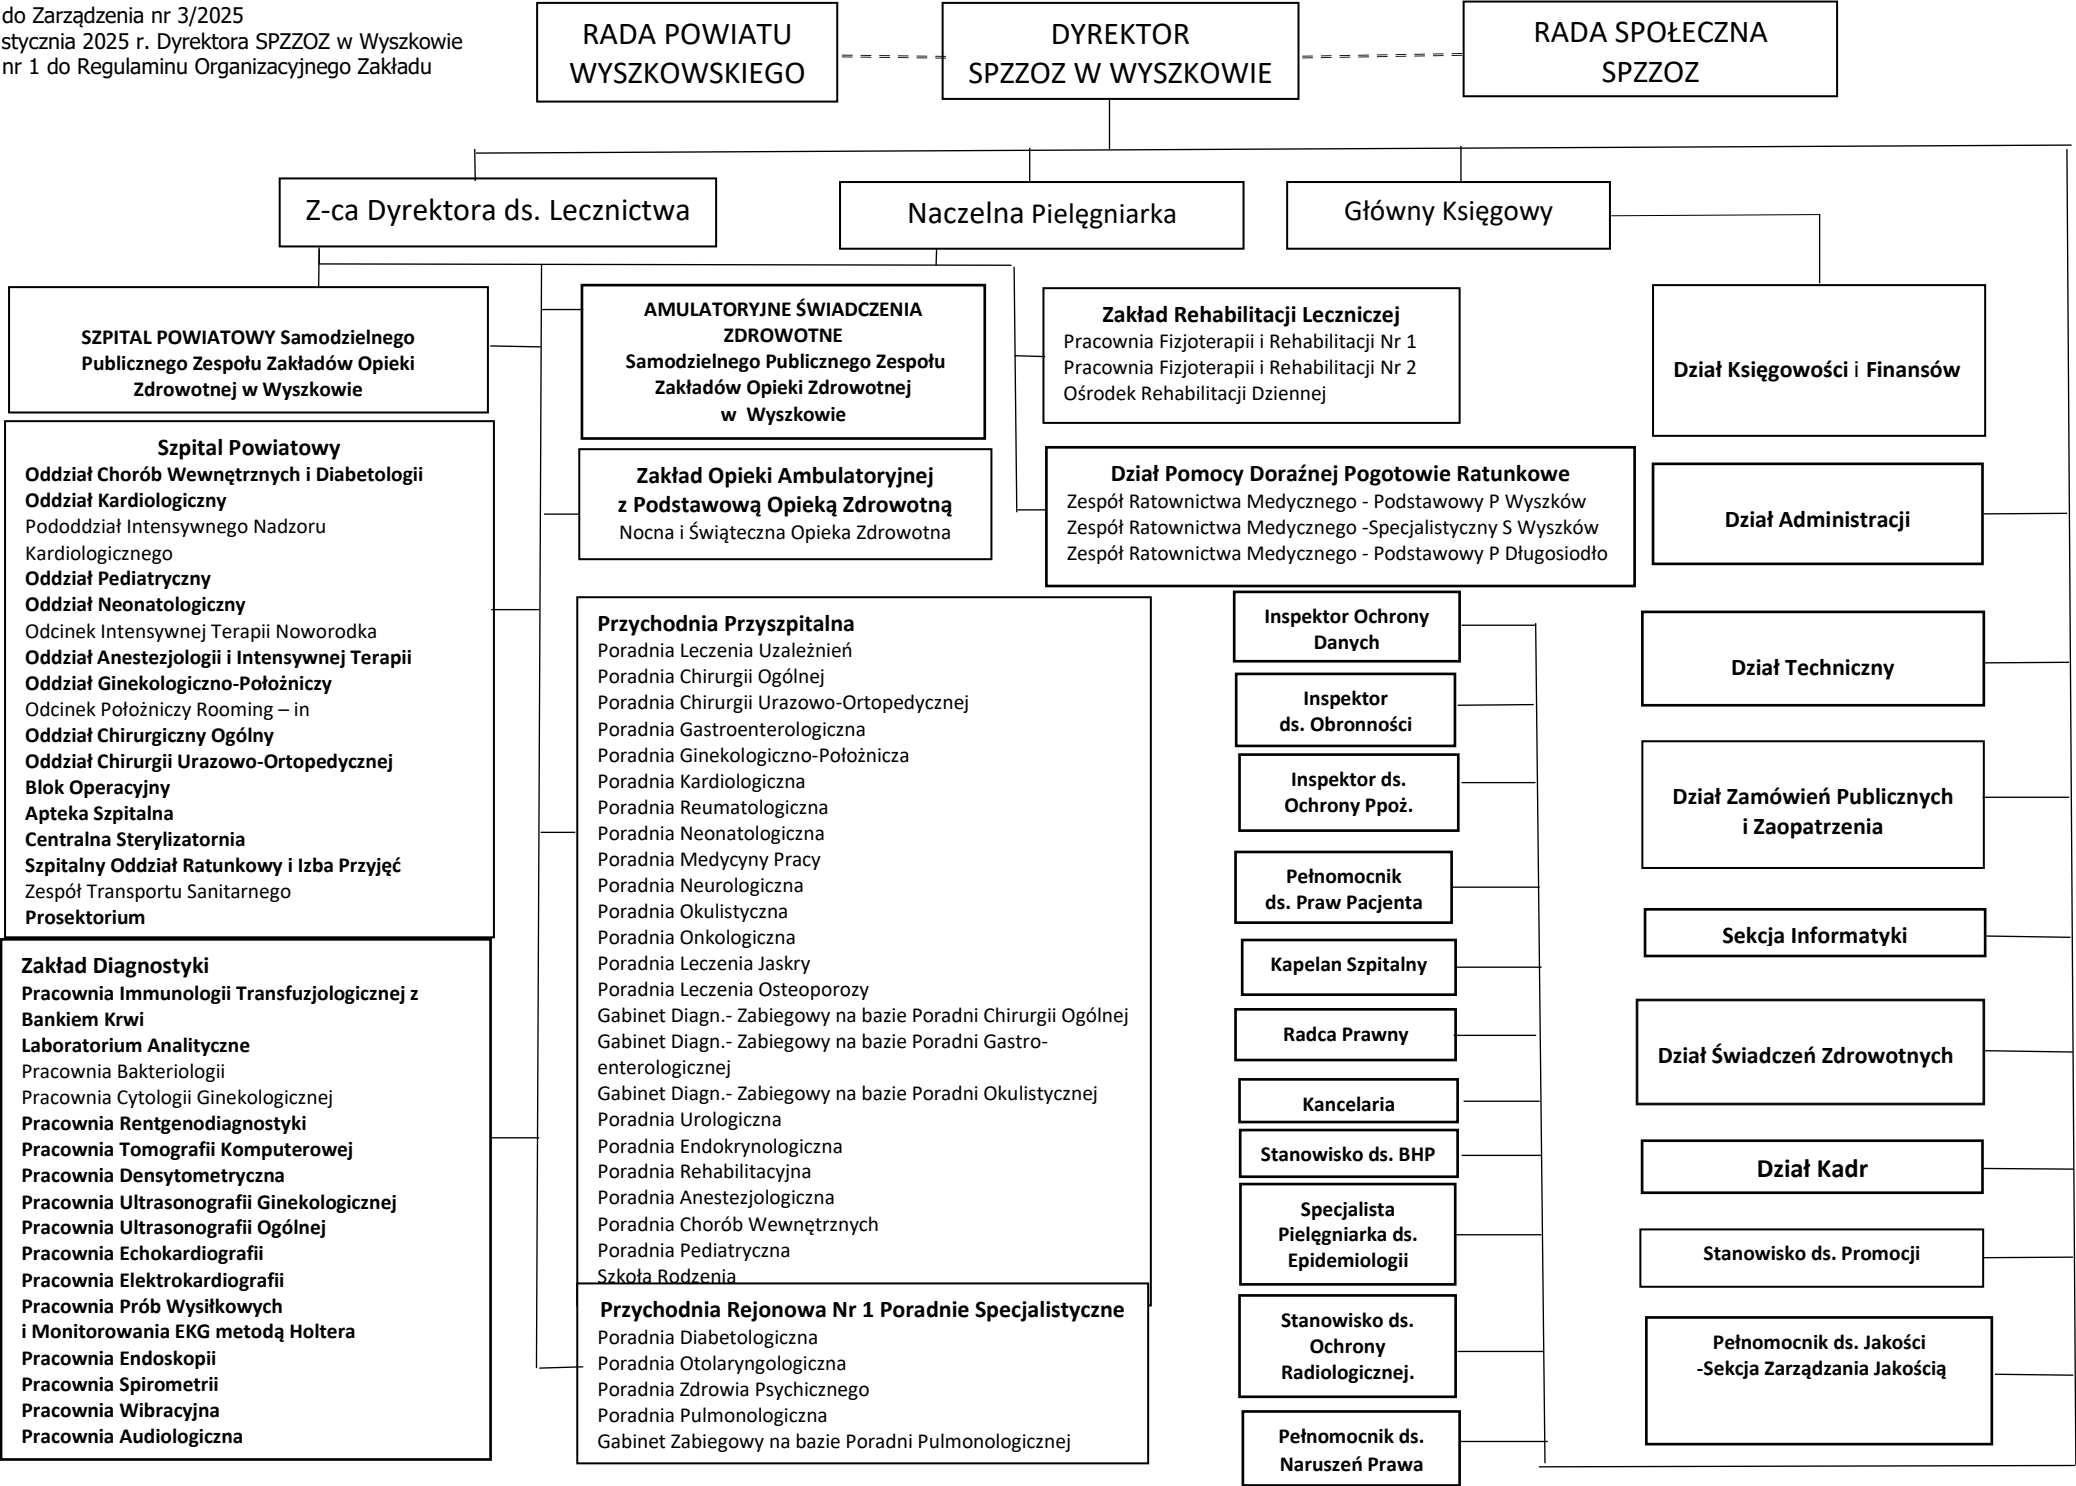 do Zarządzenia nr 3/2025
stycznia 2025 r. Dyrektora SPZZOZ w Wyszkowie
nr 1 do Regulaminu Organizacyjnego Zakładu
RADA POWIATU
WYSZKOWSKIEGO
DYREKTOR
SPZZOZ W WYSZKOWIE
RADA SPOŁECZNA
SPZZOZ
Z-ca Dyrektora ds. Lecznictwa
Naczelna Pielęgniarka
Główny Księgowy
SZPITAL POWIATOWY Samodzielnego
Publicznego Zespołu Zakładów Opieki
Zdrowotnej w Wyszkowie
Szpital Powiatowy
Oddział Chorób Wewnętrznych i Diabetologii
Oddział Kardiologiczny
Pododdział Intensywnego Nadzoru
Kardiologicznego
Oddział Pediatryczny
Oddział Neonatologiczny
Odcinek Intensywnej Terapii Noworodka
Oddział Anestezjologii i Intensywnej Terapii
Oddział Ginekologiczno-Położniczy
Odcinek Położniczy Rooming – in
Oddział Chirurgiczny Ogólny
Oddział Chirurgii Urazowo-Ortopedycznej
Blok Operacyjny
Apteka Szpitalna
Centralna Sterylizatornia
Szpitalny Oddział Ratunkowy i Izba Przyjęć
Zespół Transportu Sanitarnego
Prosektorium
Zakład Diagnostyki
Pracownia Immunologii Transfuzjologicznej z
Bankiem Krwi
Laboratorium Analityczne
Pracownia Bakteriologii
Pracownia Cytologii Ginekologicznej
Pracownia Rentgenodiagnostyki
Pracownia Tomografii Komputerowej
Pracownia Densytometryczna
Pracownia Ultrasonografii Ginekologicznej
Pracownia Ultrasonografii Ogólnej
Pracownia Echokardiografii
Pracownia Elektrokardiografii
Pracownia Prób Wysiłkowych
i Monitorowania EKG metodą Holtera
Pracownia Endoskopii
Pracownia Spirometrii
Pracownia Wibracyjna
Pracownia Audiologiczna
AMULATORYJNE ŚWIADCZENIA
ZDROWOTNE
Samodzielnego Publicznego Zespołu
Zakładów Opieki Zdrowotnej
w Wyszkowie
Zakład Opieki Ambulatoryjnej
z Podstawową Opieką Zdrowotną
Nocna i Świąteczna Opieka Zdrowotna
Przychodnia Przyszpitalna
Poradnia Leczenia Uzależnień
Poradnia Chirurgii Ogólnej
Poradnia Chirurgii Urazowo-Ortopedycznej
Poradnia Gastroenterologiczna
Poradnia Ginekologiczno-Położnicza
Poradnia Kardiologiczna
Poradnia Reumatologiczna
Poradnia Neonatologiczna
Poradnia Medycyny Pracy
Poradnia Neurologiczna
Poradnia Okulistyczna
Poradnia Onkologiczna
Poradnia Leczenia Jaskry
Poradnia Leczenia Osteoporozy
Gabinet Diagn.- Zabiegowy na bazie Poradni Chirurgii Ogólnej
Gabinet Diagn.- Zabiegowy na bazie Poradni Gastro-
enterologicznej
Gabinet Diagn.- Zabiegowy na bazie Poradni Okulistycznej
Poradnia Urologiczna
Poradnia Endokrynologiczna
Poradnia Rehabilitacyjna
Poradnia Anestezjologiczna
Poradnia Chorób Wewnętrznych
Poradnia Pediatryczna
Szkoła Rodzenia
Przychodnia Rejonowa Nr 1 Poradnie Specjalistyczne
Poradnia Diabetologiczna
Poradnia Otolaryngologiczna
Poradnia Zdrowia Psychicznego
Poradnia Pulmonologiczna
Gabinet Zabiegowy na bazie Poradni Pulmonologicznej
Zakład Rehabilitacji Leczniczej
Pracownia Fizjoterapii i Rehabilitacji Nr 1
Pracownia Fizjoterapii i Rehabilitacji Nr 2
Ośrodek Rehabilitacji Dziennej
Dział Pomocy Doraźnej Pogotowie Ratunkowe
Zespół Ratownictwa Medycznego - Podstawowy P Wyszków
Zespół Ratownictwa Medycznego -Specjalistyczny S Wyszków
Zespół Ratownictwa Medycznego - Podstawowy P Długosiodło
Inspektor Ochrony
Danych
Inspektor
ds. Obronności
Inspektor ds.
Ochrony Ppoż.
Pełnomocnik
ds. Praw Pacjenta
Kapelan Szpitalny
Radca Prawny
Kancelaria
Stanowisko ds. BHP
Specjalista
Pielęgniarka ds.
Epidemiologii
Stanowisko ds.
Ochrony
Radiologicznej.
Pełnomocnik ds.
Naruszeń Prawa
Dział Księgowości i Finansów
Dział Administracji
Dział Techniczny
Dział Zamówień Publicznych
i Zaopatrzenia
Sekcja Informatyki
Dział Świadczeń Zdrowotnych
Dział Kadr
Stanowisko ds. Promocji
Pełnomocnik ds. Jakości
-Sekcja Zarządzania Jakością